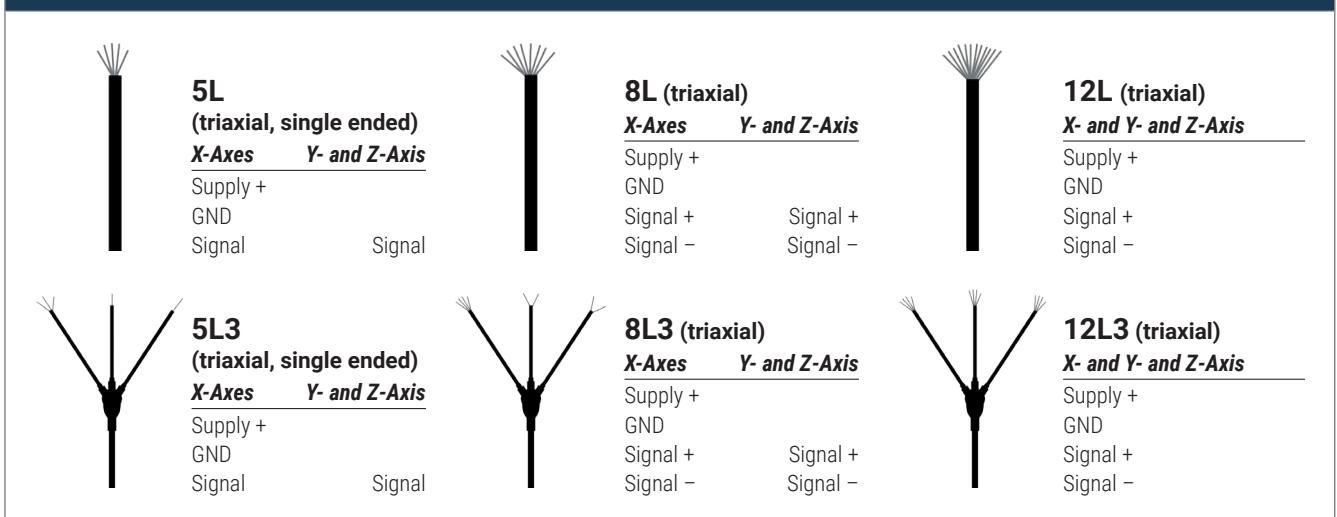 5L
(triaxial, single ended)
X-Axes Y- and Z-Axis
Supply +
GND
Signal Signal
8L (triaxial)
X-Axes Y- and Z-Axis
Supply +
GND
Signal + Signal +
Signal – Signal –
12L (triaxial)
X- and Y- and Z-Axis
Supply +
GND
Signal +
Signal –
5L3
(triaxial, single ended)
X-Axes Y- and Z-Axis
Supply +
GND
Signal Signal
8L3 (triaxial)
X-Axes Y- and Z-Axis
Supply +
GND
Signal + Signal +
Signal – Signal –
12L3 (triaxial)
X- and Y- and Z-Axis
Supply +
GND
Signal +
Signal –